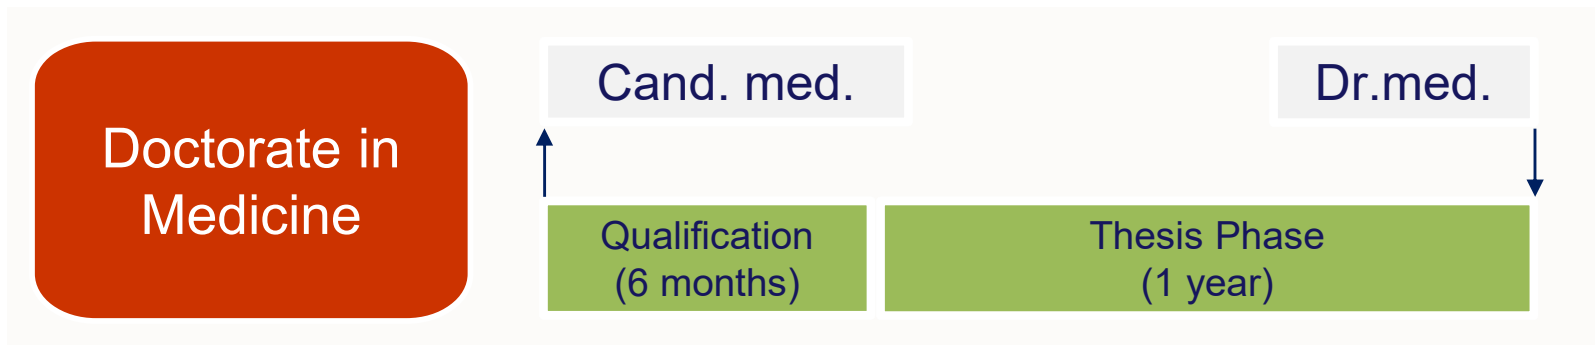 Doctorate in
Medicine
Cand. med.
Dr.med.
Qualification
(6 months)
Thesis Phase
(1 year)